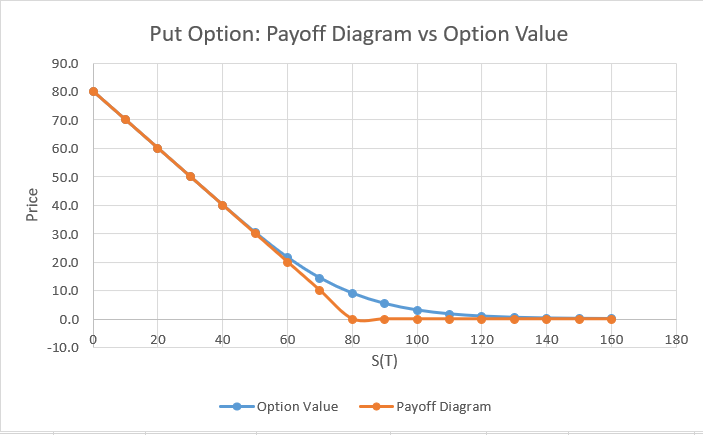 Put Option: Payoff Diagram vs Option Value
90.0
80.0
70.0
60.0
50.0
40.0
30.0
20.0
10.0
0.0
-10.0
Price
0 20 40 60 80 100 120 140 160 180
S(T)
Option Value Payoff Diagram